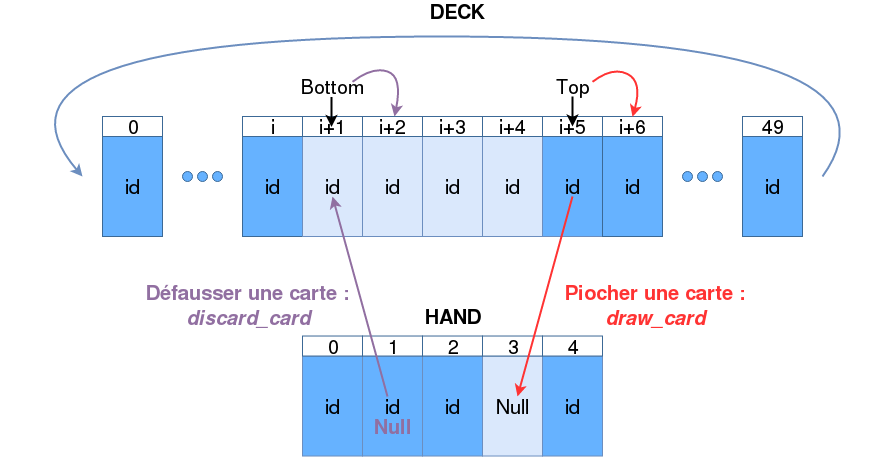 DECK
Bottom Top
0 i i+1 i+2 i+3 i+4 i+5 i+6 49
id id id id id id id id id
Défausser une carte :
discard_card
Piocher une carte :
draw_card
HAND
0 1 2 3 4
id id id Null id
Null